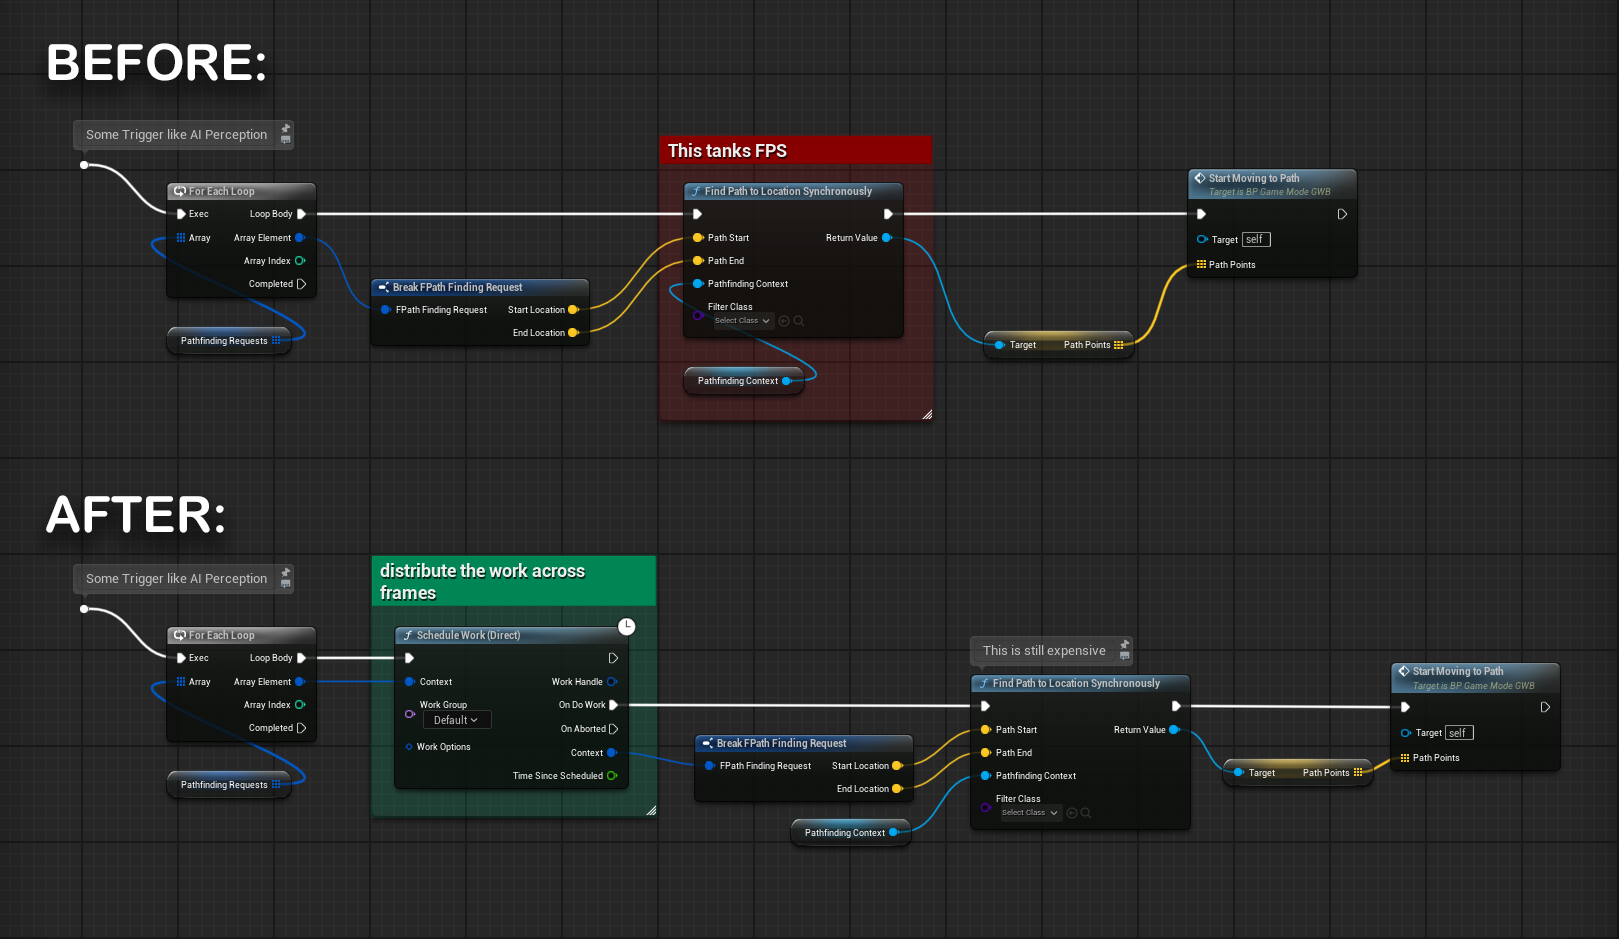 BEFORE:
Some Trigger like AI Perception
For Each Loop
Exec
Loop Body
Array
Array Element
Array Index
Completed
Pathfinding Requests
Break FPath Finding Request
FPath Finding Request
Start Location
End Location
This tanks FPS
Find Path to Location Synchronously
Path Start
Return Value
Path End
Pathfinding Context
Filter Class
Select Class
Pathfinding Context
Target
Path Points
Start Moving to Path
Target is BP Game Mode GWB
Target
self
Path Points
AFTER:
Some Trigger like AI Perception
For Each Loop
Exec
Loop Body
Array
Array Element
Array Index
Completed
Pathfinding Requests
distribute the work across
frames
Schedule Work (Direct)
Context
Work Handle
Work Group
Default
On Do Work
On Aborted
Work Options
Context
Time Since Scheduled
Break FPath Finding Request
FPath Finding Request
Start Location
End Location
Pathfinding Context
This is still expensive
Find Path to Location Synchronously
Path Start
Return Value
Path End
Pathfinding Context
Filter Class
Select Class
Target
Path Points
Start Moving to Path
Target is BP Game Mode GWB
Target
self
Path Points